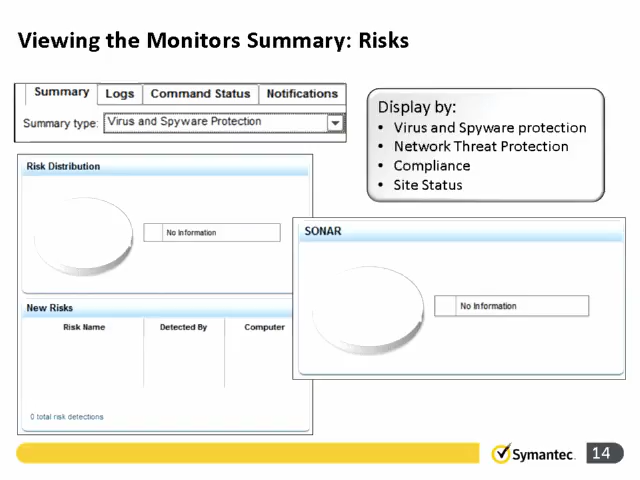 Viewing the Monitors Summary: Risks
Summary Logs Command Status Notifications
Summary type: Virus and Spyware Protection
Display by:
• Virus and Spyware protection
• Network Threat Protection
• Compliance
• Site Status
Risk Distribution
No Information
New Risks
Risk Name Detected By Computer
0 total risk detections
SONAR
No Information
Symantec.
14